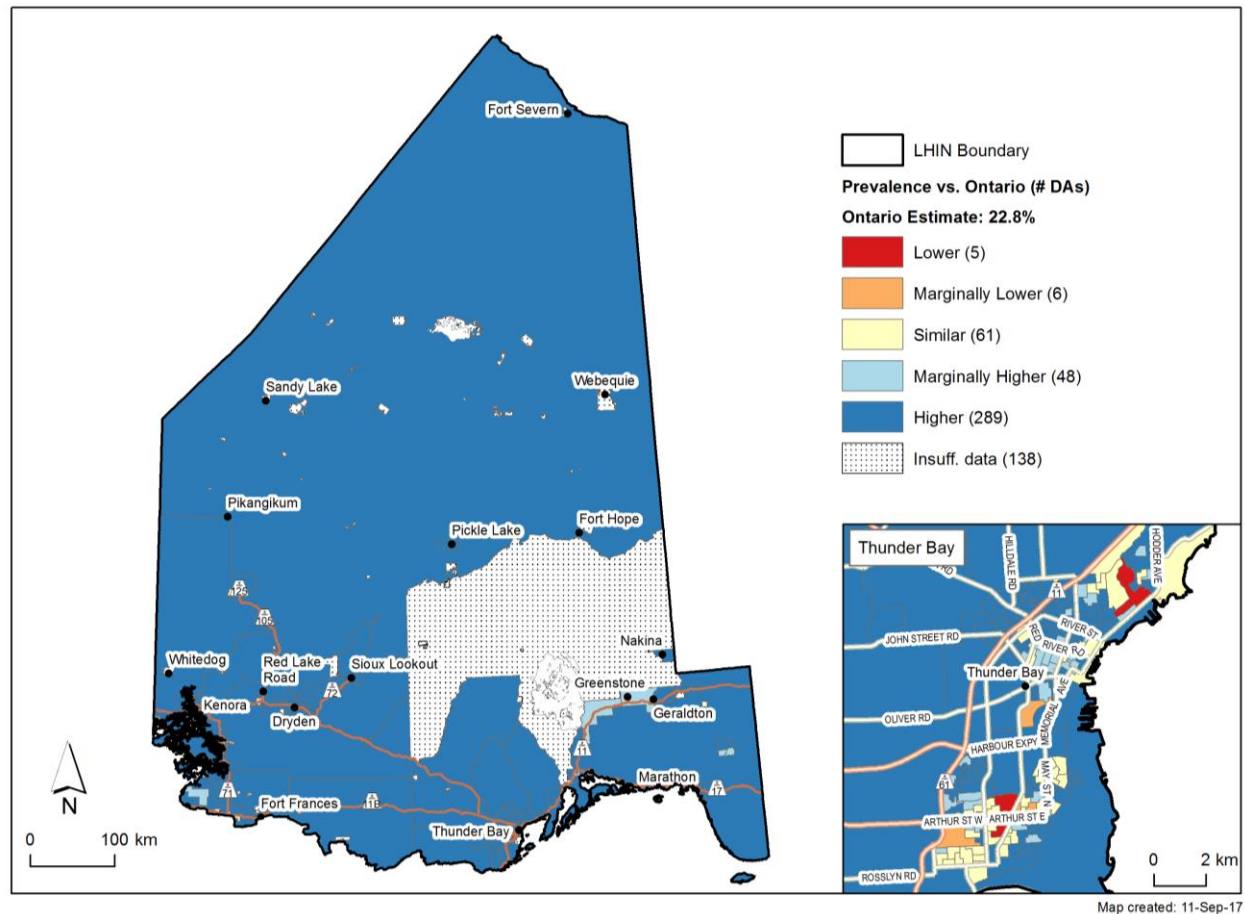 Fort Severn
Sandy Lake
Webequie
Pikangikum
Pickle Lake
Fort Hope
125
105
Nakina
Whitedog
Red Lake
Road
Sioux Lookout
72
Greenstone
Kenora
Dryden
Geraldton
11
Marathon
17
71
Fort Frances
Thunder Bay
N
0 100 km
LHIN Boundary
Prevalence vs. Ontario (# DAs)
Ontario Estimate: 22.8%
Lower (5)
Marginally Lower (6)
Similar (61)
Marginally Higher (48)
Higher (289)
Insuff. data (138)
Thunder Bay
HILLDALE RD
HODDER AVE
11
JOHN STREET RD
RIVER ST
RED RIVER RD
Thunder Bay
MEMORIAL AVE
OULVER RD
HARBOUR EXPY
MAY ST N
61
ARTHUR ST W
ARTHUR ST E
ROSSLYN RD
0 2 km
Map created: 11-Sep-17